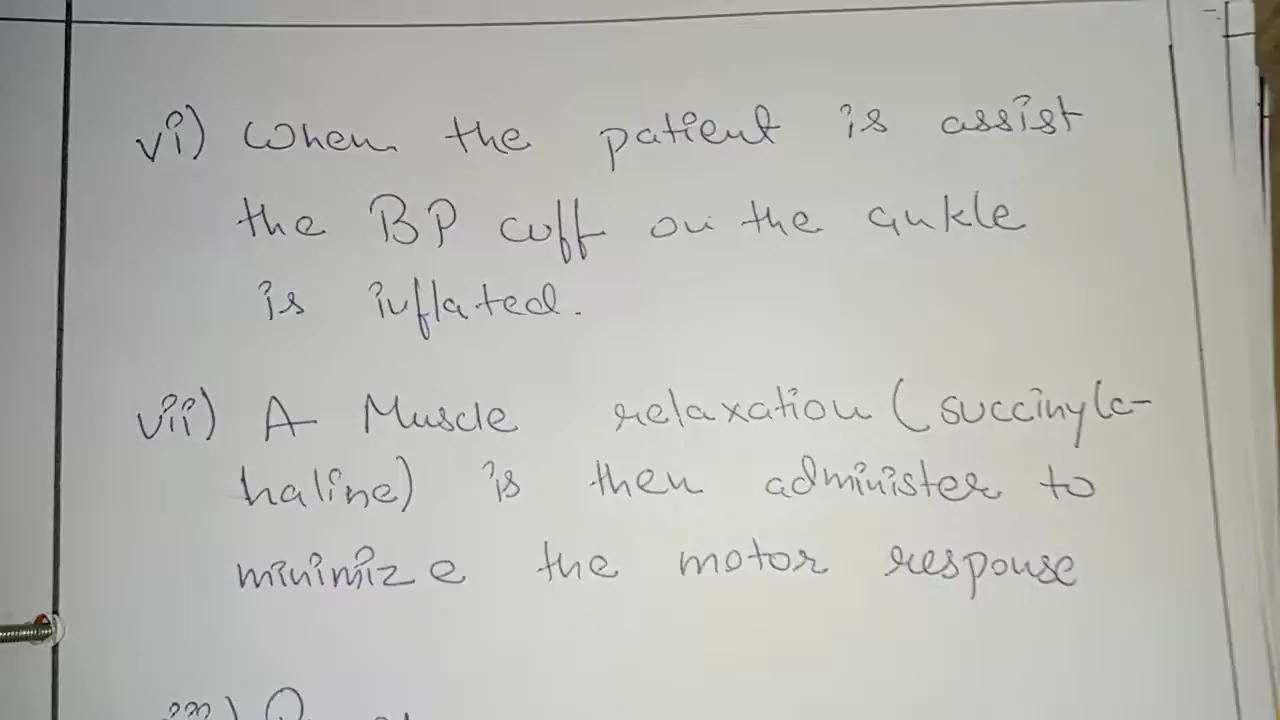 vi) When the patient is assist
the BP cuff on the ankle
is inflated.
vii) A Muscle relaxation (succinylc-
haline) is then administer to
minimize the motor response